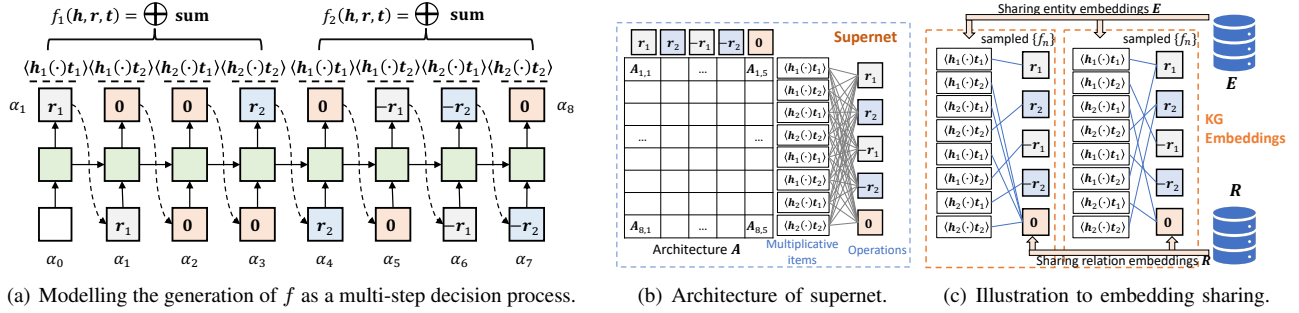 f₁(h, r, t) = ⊕ sum
f₂(h, r, t) = ⊕ sum
⟨h₁(·)t₁⟩ ⟨h₁(·)t₂⟩ ⟨h₂(·)t₁⟩ ⟨h₂(·)t₂⟩ ⟨h₁(·)t₁⟩ ⟨h₁(·)t₂⟩ ⟨h₂(·)t₁⟩ ⟨h₂(·)t₂⟩
α₁ r₁ 0 0 r₂ 0 −r₁ −r₂ 0 α₈
r₁ 0 0 r₂ 0 −r₁ −r₂
α₀ α₁ α₂ α₃ α₄ α₅ α₆ α₇
(a) Modelling the generation of f as a multi-step decision process.
Supernet
r₁ r₂ −r₁ −r₂ 0
A₁,₁ ... A₁,₅
... ...
A₈,₁ ... A₈,₅
⟨h₁(·)t₁⟩
⟨h₁(·)t₂⟩
⟨h₂(·)t₁⟩
⟨h₂(·)t₂⟩
⟨h₁(·)t₁⟩
⟨h₁(·)t₂⟩
⟨h₂(·)t₁⟩
⟨h₂(·)t₂⟩
r₁
r₂
−r₁
−r₂
0
Architecture A
Multiplicative
items
Operations
(b) Architecture of supernet.
Sharing entity embeddings E
sampled {fₙ}
⟨h₁(·)t₁⟩
⟨h₁(·)t₂⟩
⟨h₂(·)t₁⟩
⟨h₂(·)t₂⟩
⟨h₁(·)t₁⟩
⟨h₁(·)t₂⟩
⟨h₂(·)t₁⟩
⟨h₂(·)t₂⟩
r₁
r₂
−r₁
−r₂
0
sampled {fₙ}
⟨h₁(·)t₁⟩
⟨h₁(·)t₂⟩
⟨h₂(·)t₁⟩
⟨h₂(·)t₂⟩
⟨h₁(·)t₁⟩
⟨h₁(·)t₂⟩
⟨h₂(·)t₁⟩
⟨h₂(·)t₂⟩
r₁
r₂
−r₁
−r₂
0
E
KG
Embeddings
R
Sharing relation embeddings R
(c) Illustration to embedding sharing.